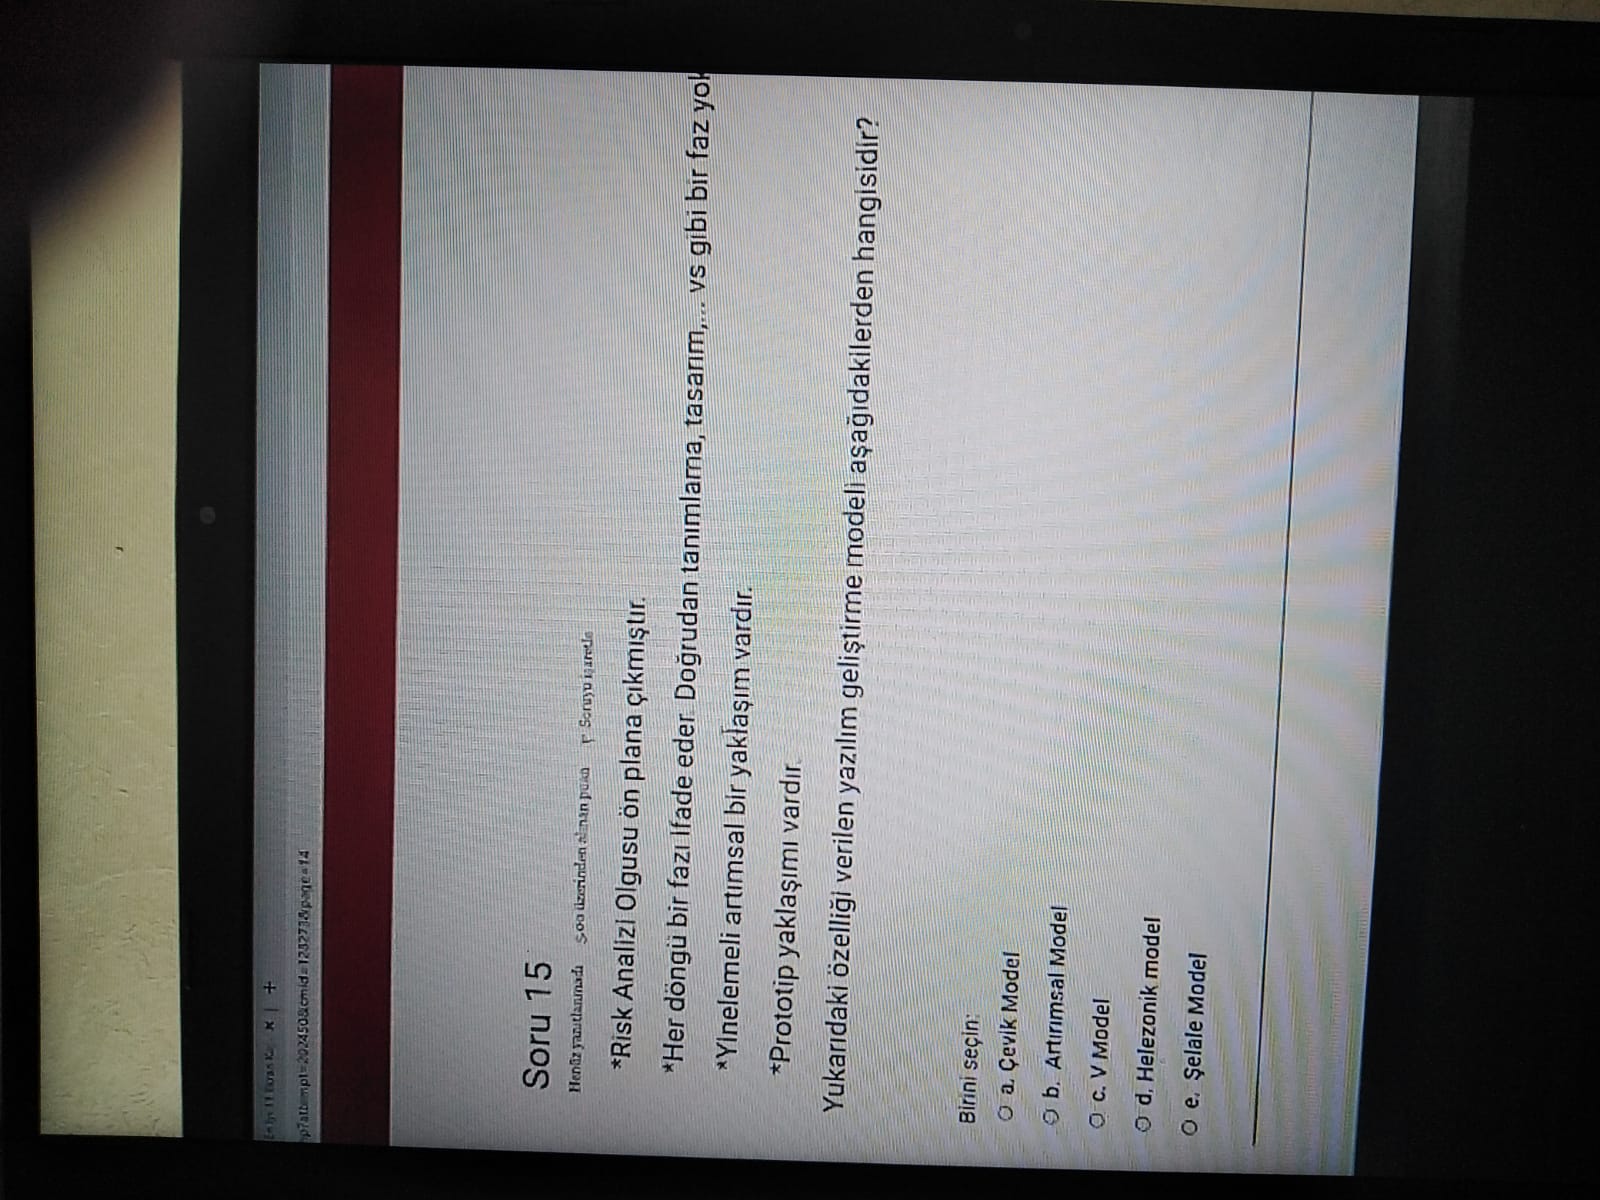 p?attempt=202450&cmid=128273&page=14
Soru 15
Henüz yanıtlanmadı 5,00 üzerinden alınan puan Soruyu işaretle
*Risk Analizi Olgusu ön plana çıkmıştır.
*Her döngü bir fazı ifade eder. Doğrudan tanımlama, tasarım,... vs gibi bir faz yok
*Yinelemeli artımsal bir yaklaşım vardır.
*Prototip yaklaşımı vardır.
Yukarıdaki özelliği verilen yazılım geliştirme modeli aşağıdakilerden hangisidir?
Birini seçin:
a. Çevik Model
b. Artırımsal Model
c. V Model
d. Helezonik model
e. Şelale Model